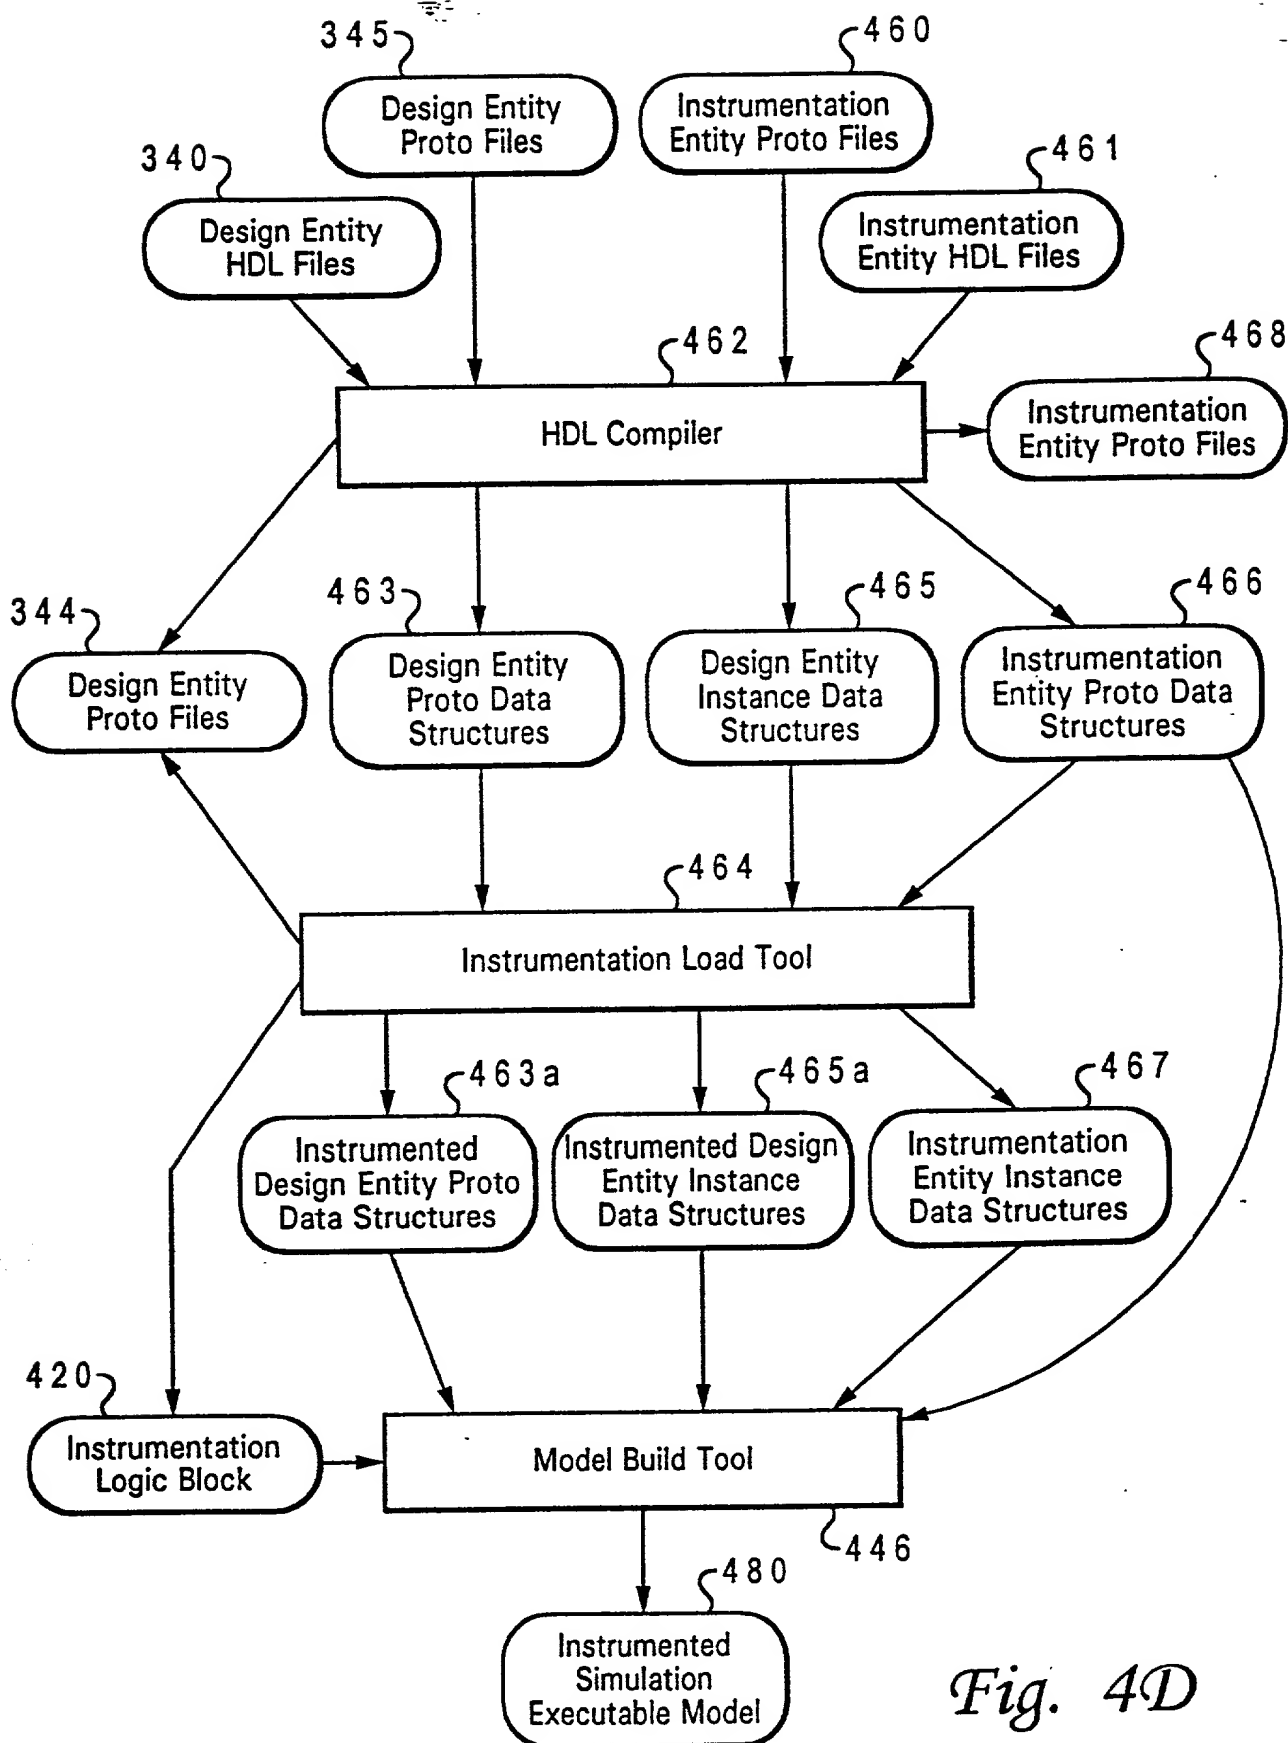 345
460
Design Entity
Proto Files
Instrumentation
Entity Proto Files
340
461
Design Entity
HDL Files
Instrumentation
Entity HDL Files
462
468
HDL Compiler
Instrumentation
Entity Proto Files
344
463
465
466
Design Entity
Proto Files
Design Entity
Proto Data
Structures
Design Entity
Instance Data
Structures
Instrumentation
Entity Proto Data
Structures
464
Instrumentation Load Tool
463a
465a
467
Instrumented
Design Entity Proto
Data Structures
Instrumented Design
Entity Instance
Data Structures
Instrumentation
Entity Instance
Data Structures
420
Instrumentation
Logic Block
Model Build Tool
446
480
Instrumented
Simulation
Executable Model
Fig. 4D